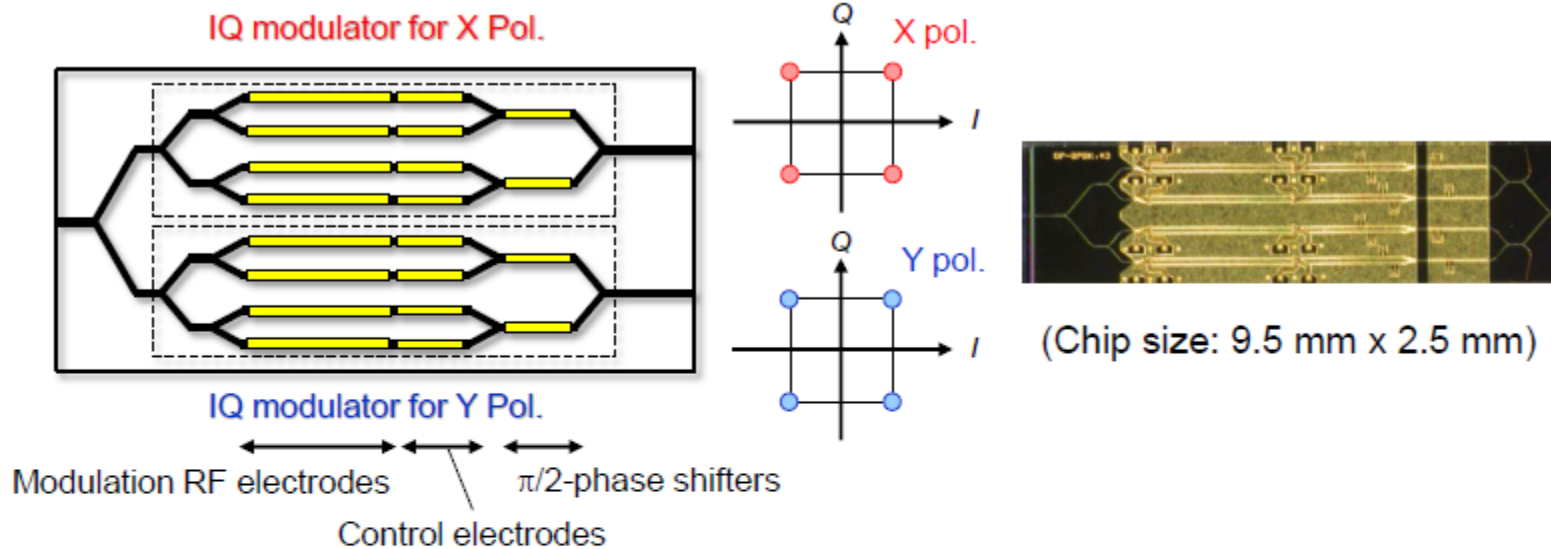 IQ modulator for X Pol.
Q
X pol.
I
Q
Y pol.
I
(Chip size: 9.5 mm x 2.5 mm)
IQ modulator for Y Pol.
Modulation RF electrodes
π/2-phase shifters
Control electrodes